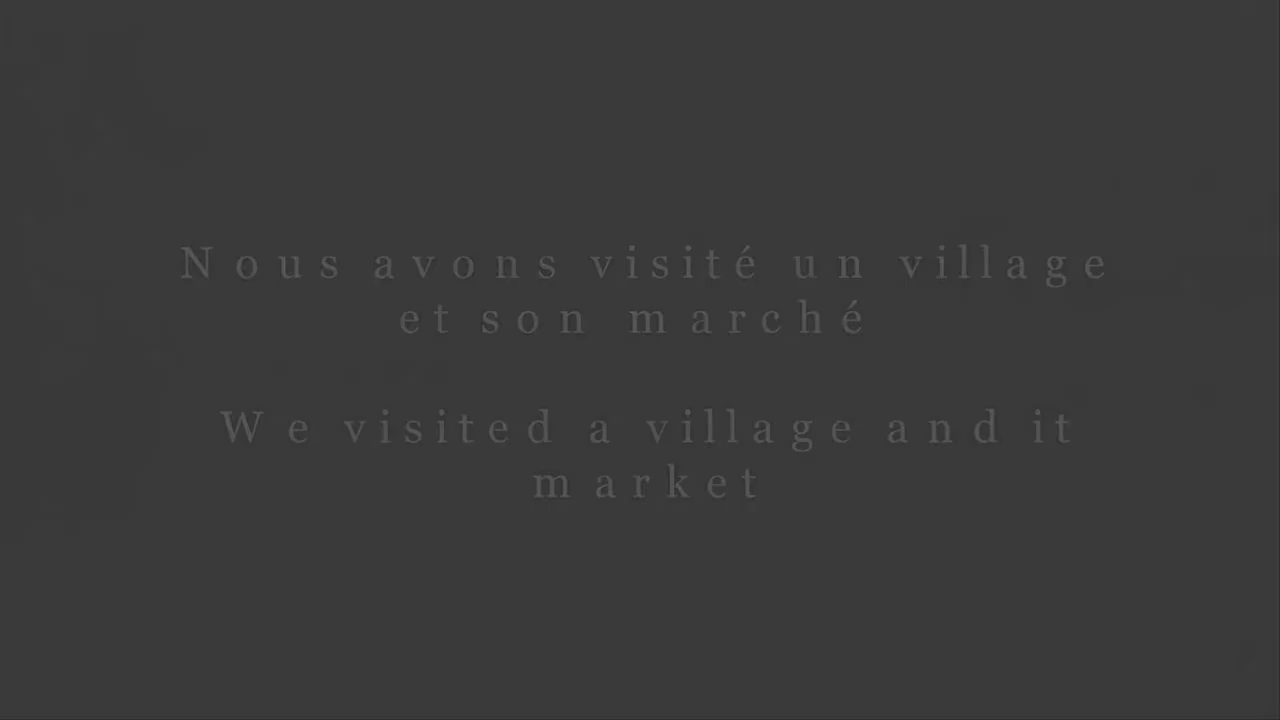 Nous avons visité un village
et son marché
We visited a village and it
market